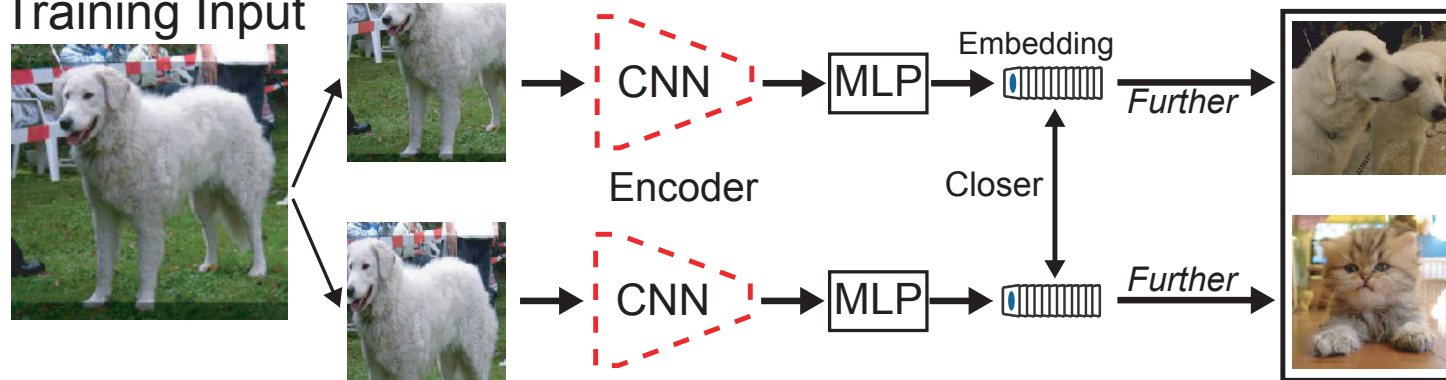 Training Input
CNN
MLP
Embedding
Further
Encoder
Closer
CNN
MLP
Further